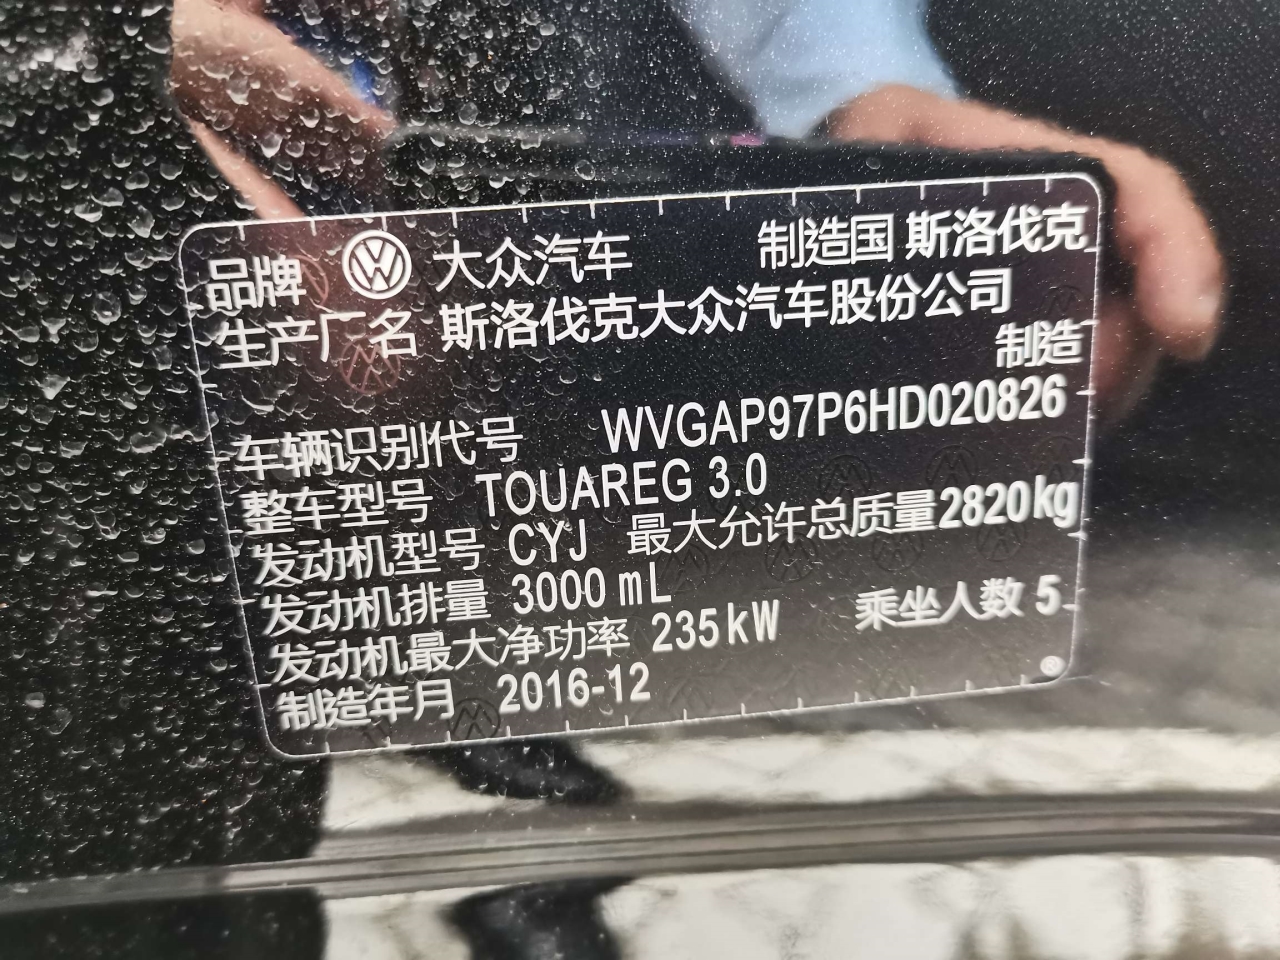 品牌 大众汽车 制造国 斯洛伐克
生产厂名 斯洛伐克大众汽车股份公司
制造
车辆识别代号 WVGAP97P6HD020826
整车型号 TOUAREG 3.0
发动机型号 CYJ 最大允许总质量2820kg
发动机排量 3000 mL
发动机最大净功率 235kW 乘坐人数 5
制造年月 2016-12
®